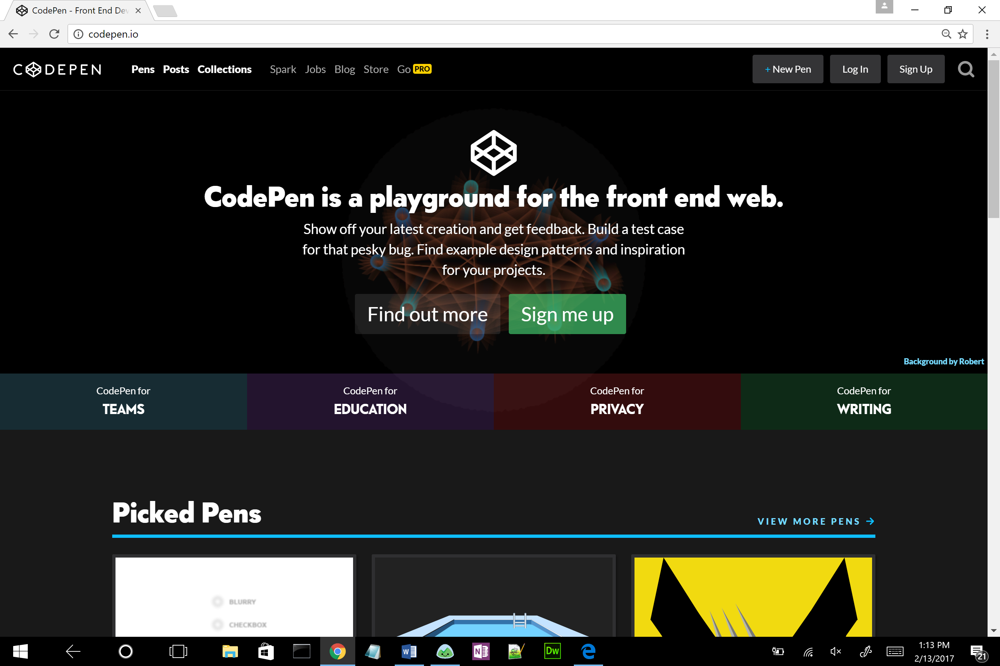 CodePen - Front End Dev
codepen.io
CODEPEN
Pens Posts Collections Spark Jobs Blog Store Go PRO
+ New Pen
Log In
Sign Up
CodePen is a playground for the front end web.
Show off your latest creation and get feedback. Build a test case
for that pesky bug. Find example design patterns and inspiration
for your projects.
Find out more
Sign me up
Background by Robert
CodePen for
TEAMS
CodePen for
EDUCATION
CodePen for
PRIVACY
CodePen for
WRITING
Picked Pens
VIEW MORE PENS →
BLURRY
CHECKBOX
W
N
Dw
1:13 PM
2/13/2017
21